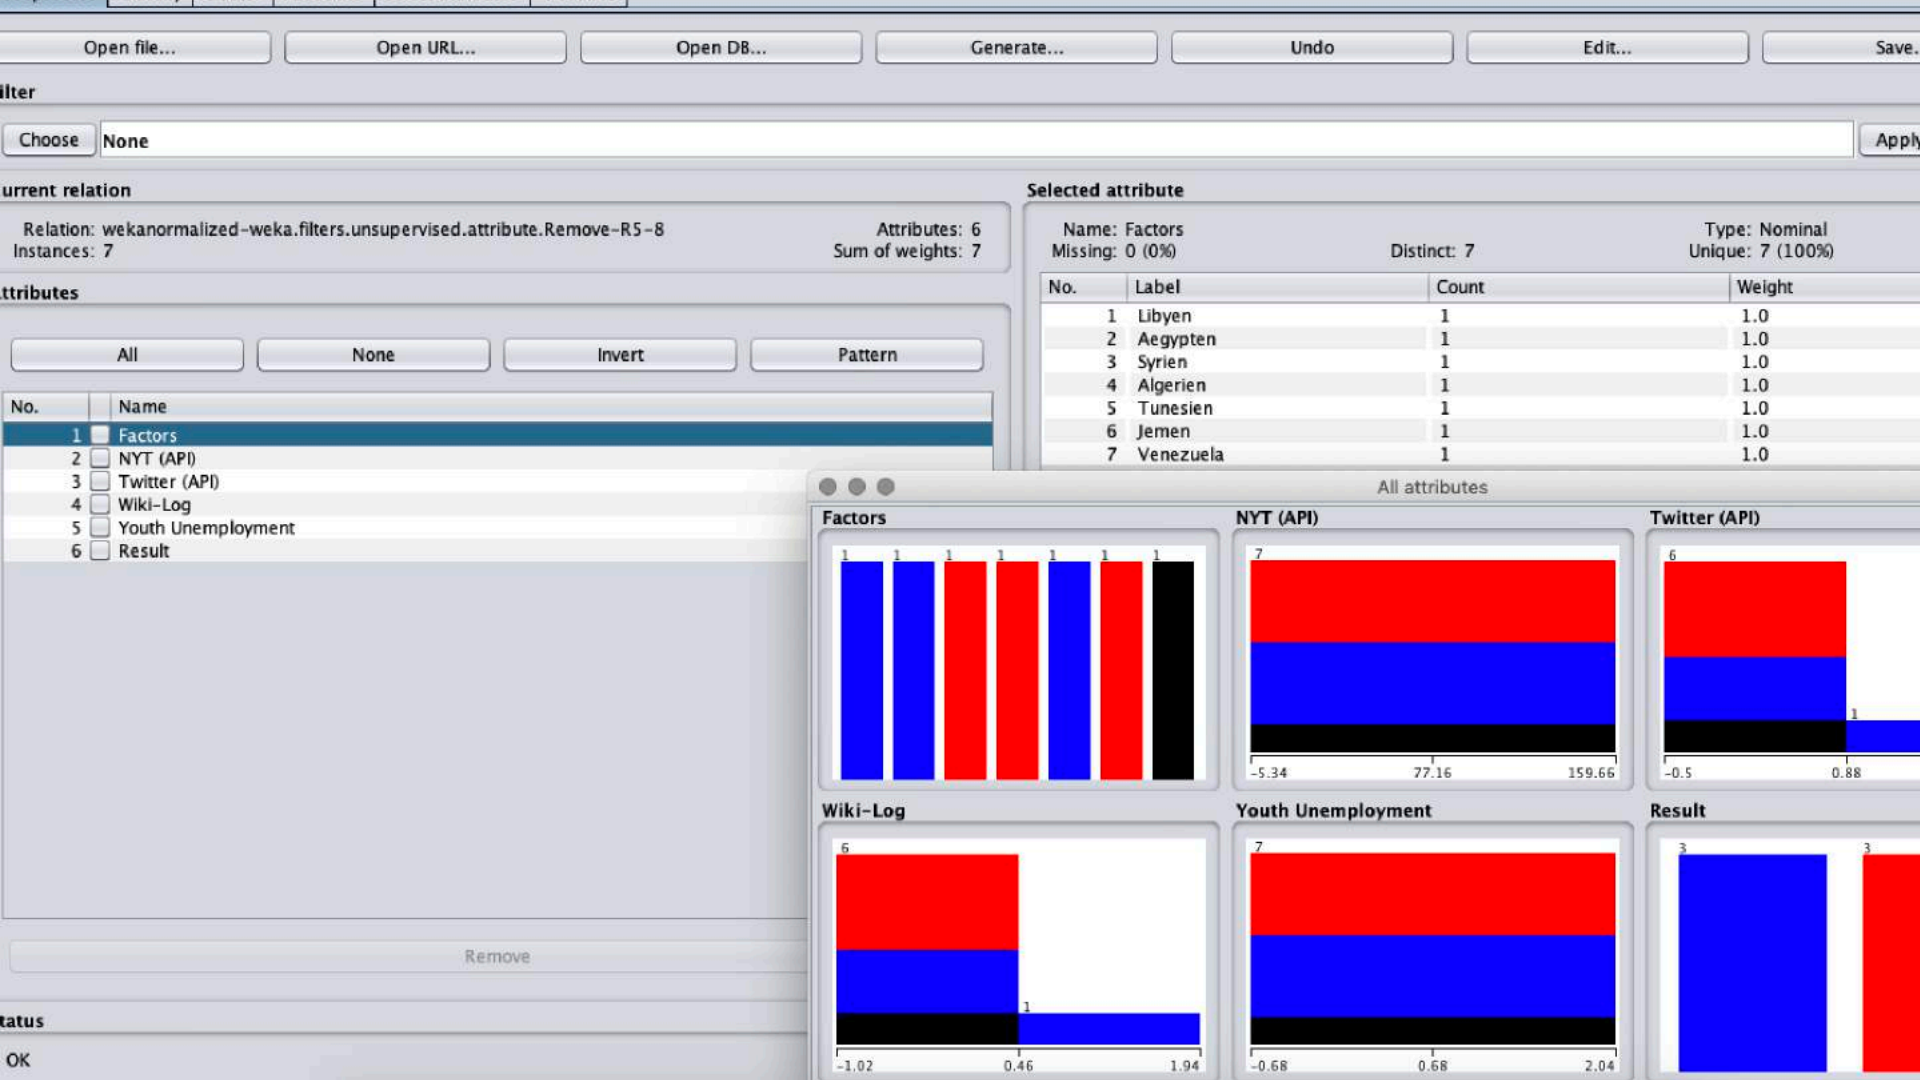 Open file... Open URL... Open DB... Generate... Undo Edit... Save.
ilter
Choose None Apply
urrent relation
Relation: wekanormalized-weka.filters.unsupervised.attribute.Remove-R5-8 Attributes: 6
Instances: 7 Sum of weights: 7
ttributes
All None Invert Pattern
No. Name
1 Factors
2 NYT (API)
3 Twitter (API)
4 Wiki-Log
5 Youth Unemployment
6 Result
Remove
tatus
OK
Selected attribute
Name: Factors Type: Nominal
Missing: 0 (0%) Distinct: 7 Unique: 7 (100%)
No. Label Count Weight
1 Libyen 1 1.0
2 Aegypten 1 1.0
3 Syrien 1 1.0
4 Algerien 1 1.0
5 Tunesien 1 1.0
6 Jemen 1 1.0
7 Venezuela 1 1.0
All attributes
Factors
1 1 1 1 1 1 1
NYT (API)
7
-5.34 77.16 159.66
Twitter (API)
6
1
-0.5 0.88
Wiki-Log
6
1
-1.02 0.46 1.94
Youth Unemployment
7
-0.68 0.68 2.04
Result
3 3